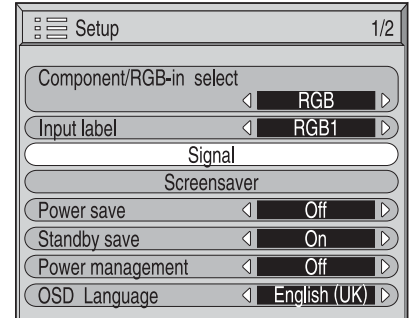 Setup 1/2
Component/RGB-in select
RGB
Input label RGB1
Signal
Screensaver
Power save Off
Standby save On
Power management Off
OSD Language English (UK)